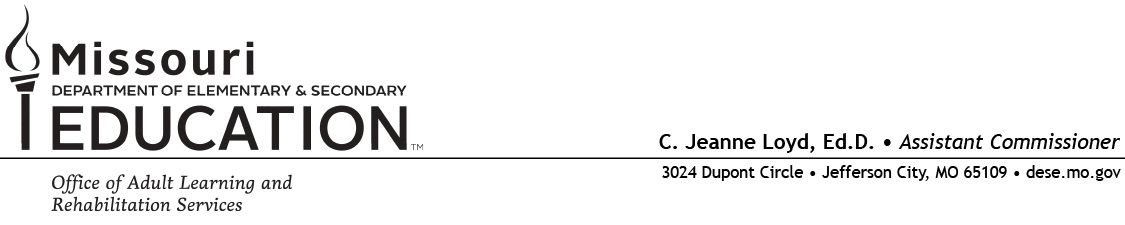 Missouri
DEPARTMENT OF ELEMENTARY & SECONDARY
EDUCATION™
C. Jeanne Loyd, Ed.D. • Assistant Commissioner
3024 Dupont Circle • Jefferson City, MO 65109 • dese.mo.gov
Office of Adult Learning and
Rehabilitation Services